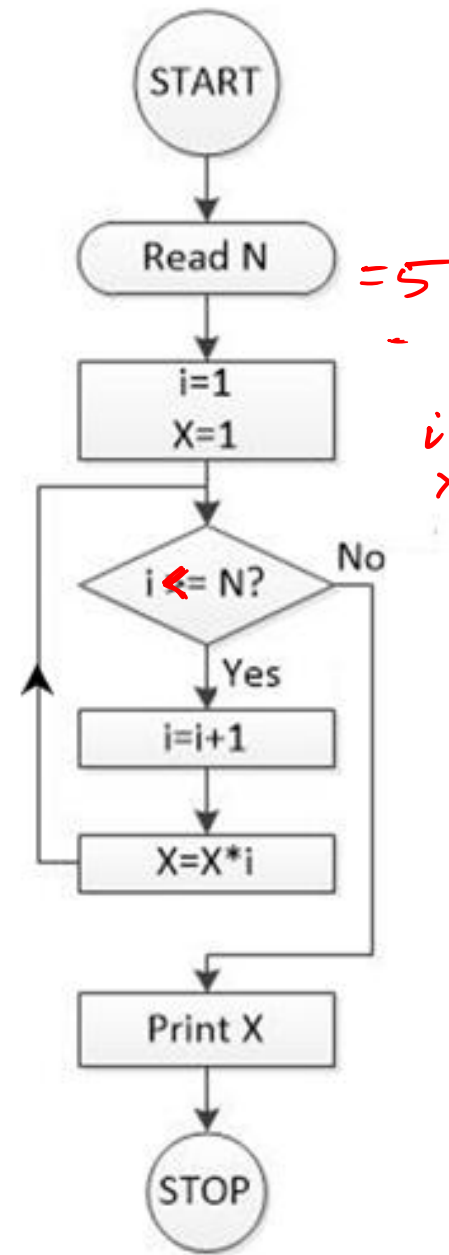 START
Read N
=5
-
i=1
X=1
i
x
i <= N?
No
Yes
i=i+1
X=X*i
Print X
STOP